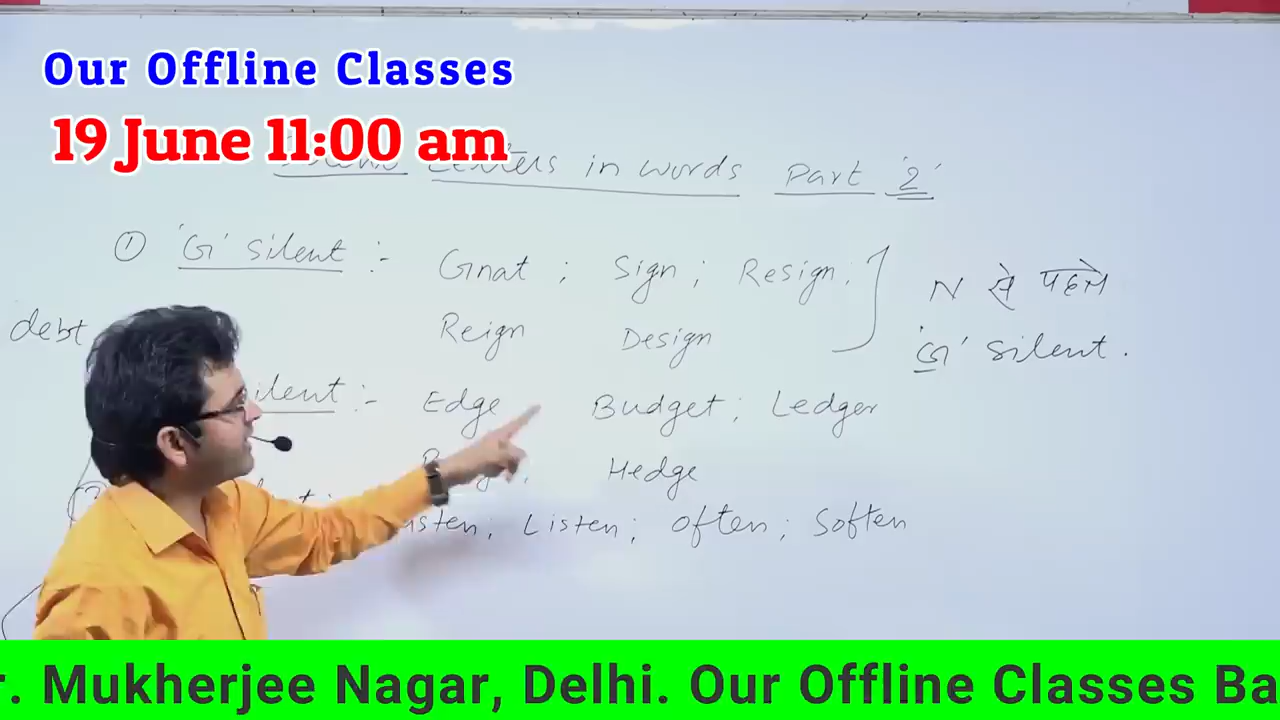 Our Offline Classes
19 June 11:00 am
Letters in words Part '2'
① 'G' silent :- Gnat ; Sign ; Resign ;
Reign Design
N से पहले
'G' silent .
debt
silent :- Edge Budget ; Ledger
Hedge
Listen ; often ; Soften
r. Mukherjee Nagar, Delhi. Our Offline Classes Ba